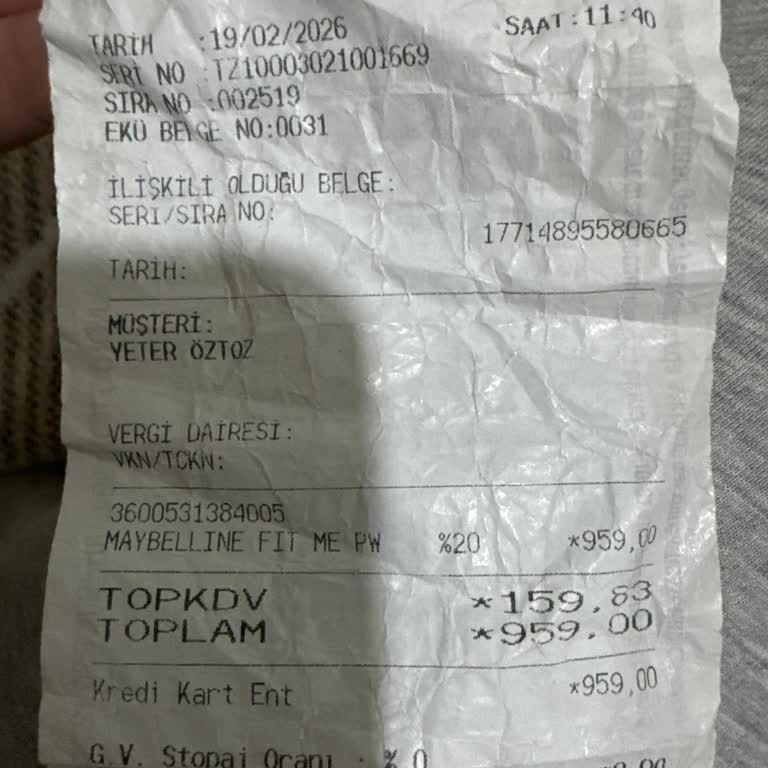 TARİH :19/02/2026 SAAT:11:40
SERİ NO :TZ10003021001669
SIRA NO :002519
EKÜ BELGE NO:0031
İLİŞKİLİ OLDUĞU BELGE:
SERİ/SIRA NO:
17714895580665
TARİH:
MÜŞTERİ:
YETER ÖZTOZ
VERGİ DAİRESİ:
VKN/TCKN:
3600531384005
MAYBELLINE FIT ME PW %20 *959,00
TOPKDV *159,83
TOPLAM *959,00
Kredi Kart Ent *959,00
G.V. Stopaj Oranı : % 0